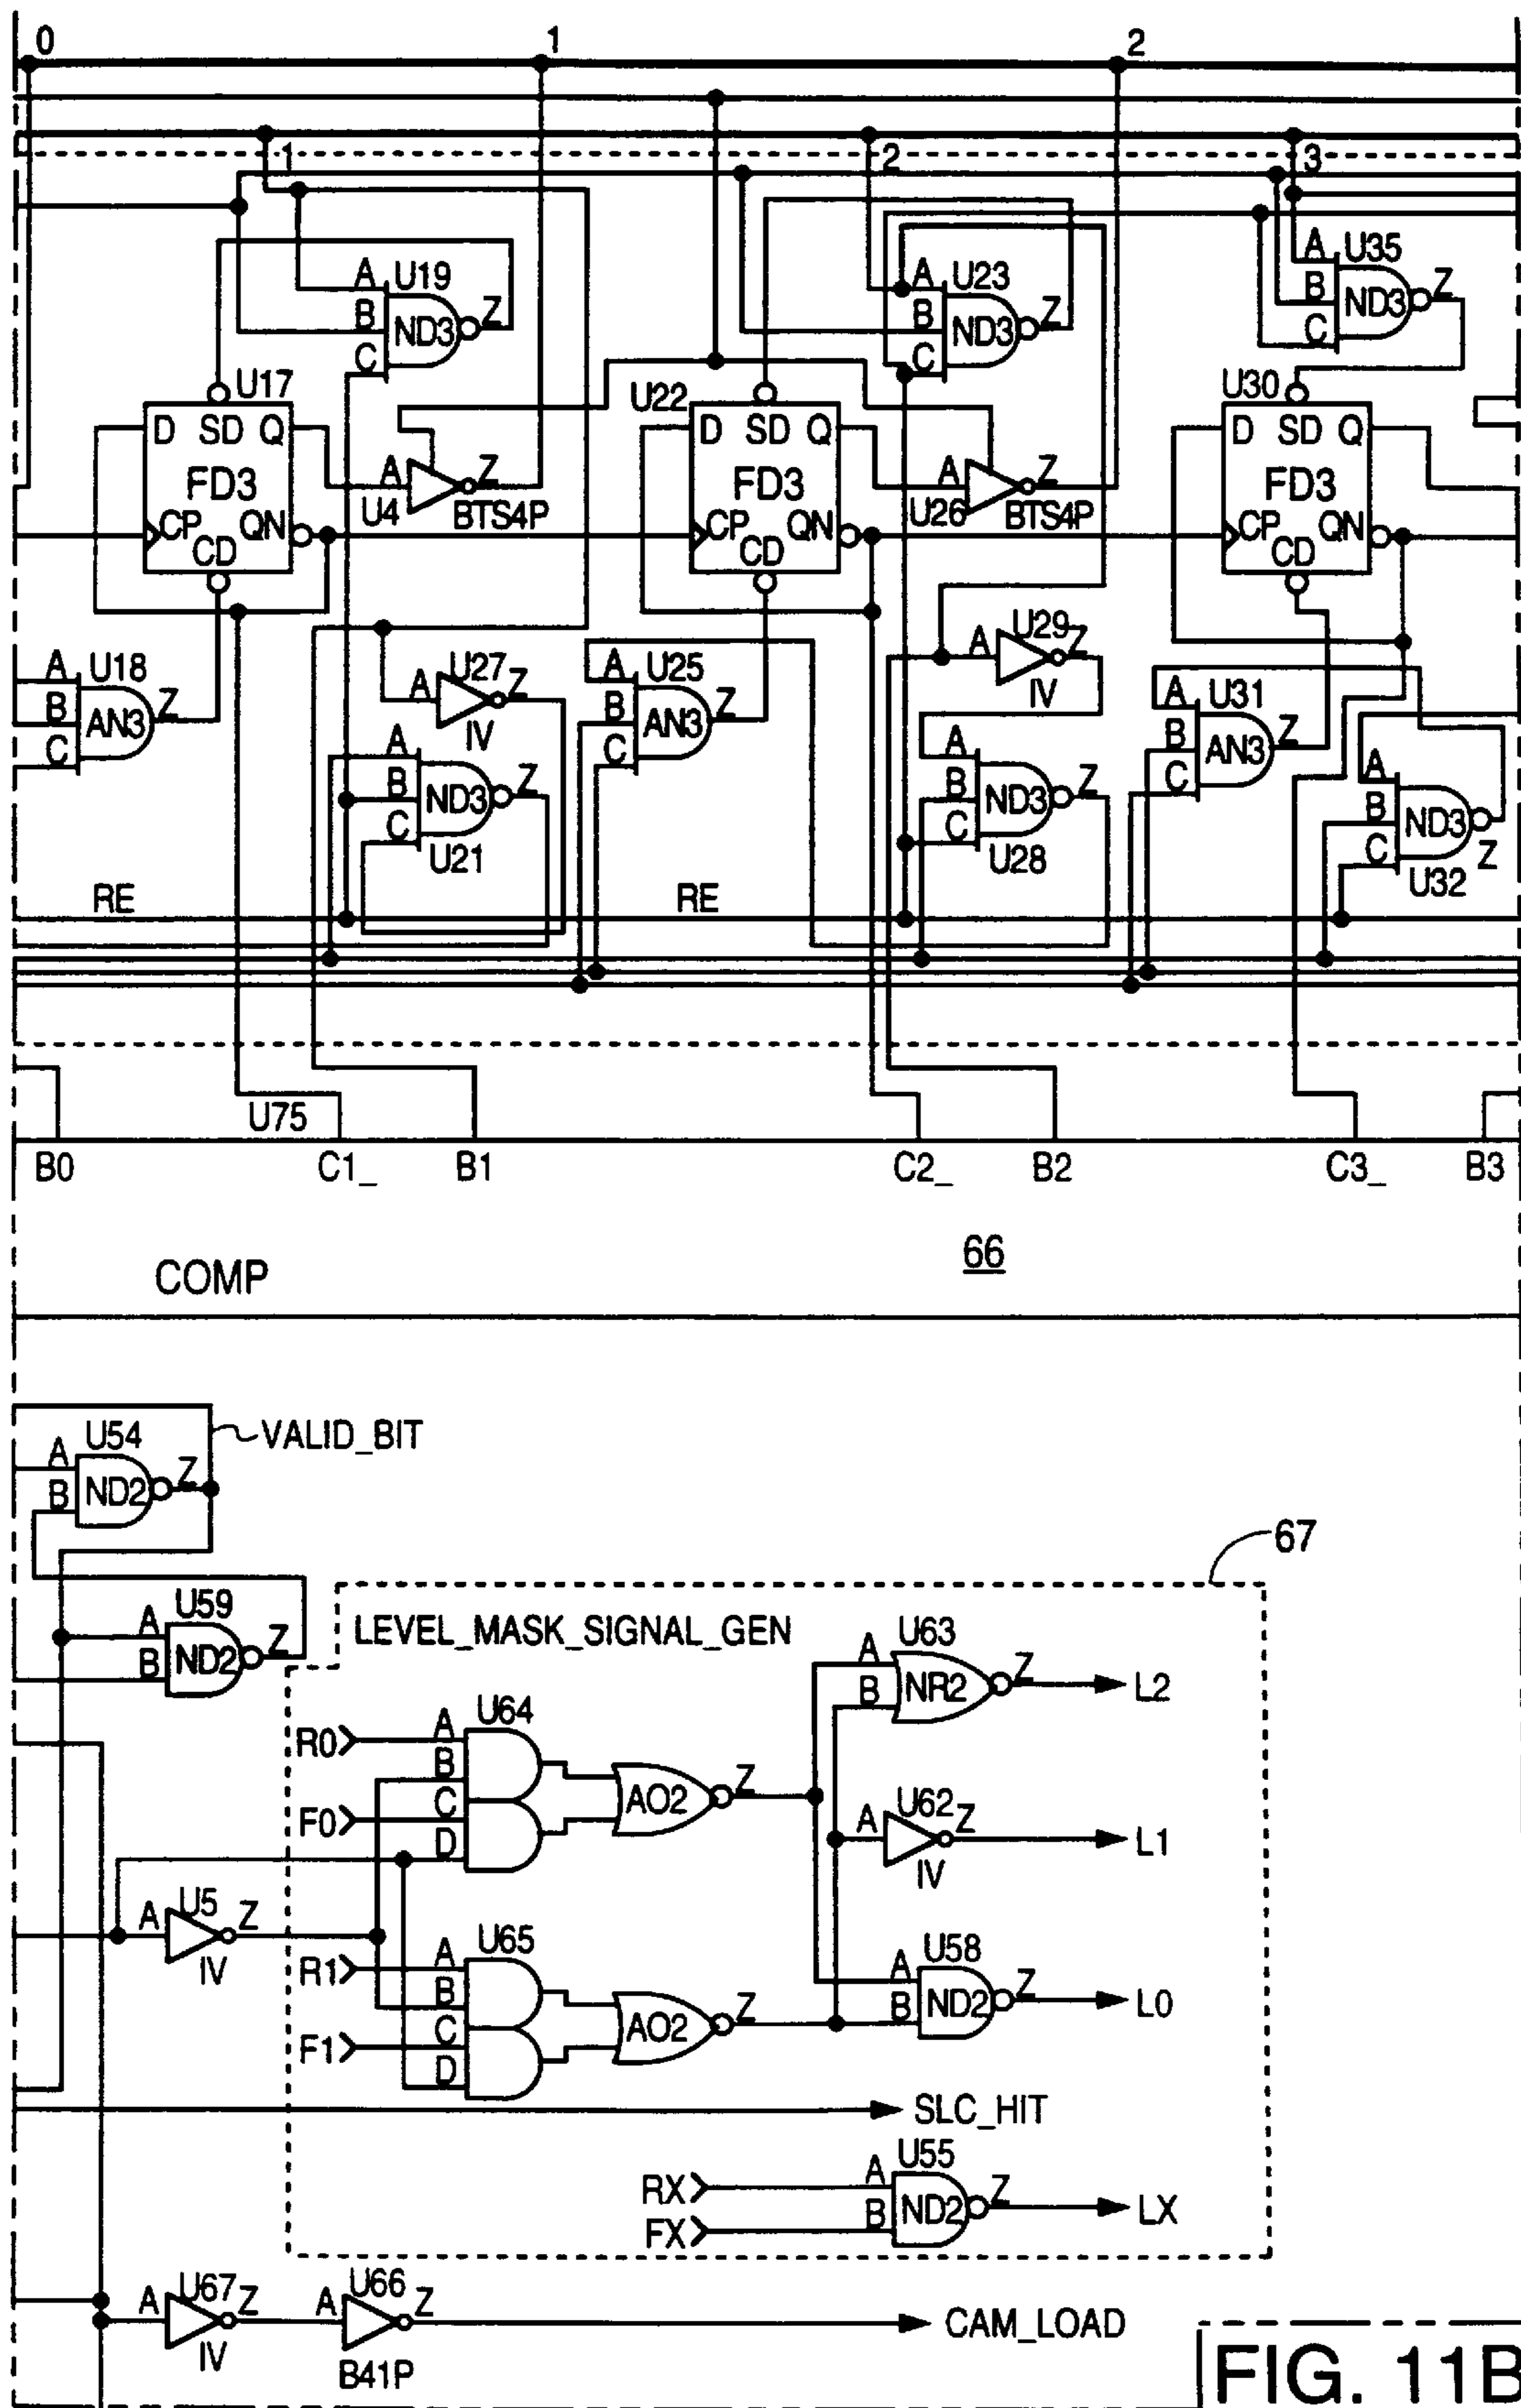 0 1 2
1 2 3
A U19 B ND3 Z C
A U23 B ND3 Z C
A U35 B ND3 Z C
U17 D SD Q FD3 CP QN CD
A Z U4 BTS4P
U22 D SD Q FD3 CP QN CD
A Z U26 BTS4P
U30 D SD Q FD3 CP QN CD
A U18 B AN3 Z C
A U27 Z IV
A U25 B AN3 Z C
A U29 Z IV
A U31 B AN3 Z C
A B ND3 Z C U21
A B ND3 Z C U28
A B ND3 C Z U32
RE RE
U75
B0 C1_ B1 C2_ B2 C3_ B3
COMP 66
U54 VALID_BIT
A B ND2 Z
67
U59 A B ND2 Z
LEVEL_MASK_SIGNAL_GEN
U63 A B NR2 Z L2
U64 R0 A B F0 C D AO2 Z
U62 A Z L1 IV
U5 A Z IV
U65 R1 A B F1 C D AO2 Z
U58 A B ND2 Z L0
SLC_HIT
U55 RX A FX B ND2 Z LX
A U67 Z IV
A U66 Z B41P
CAM_LOAD
FIG. 11B